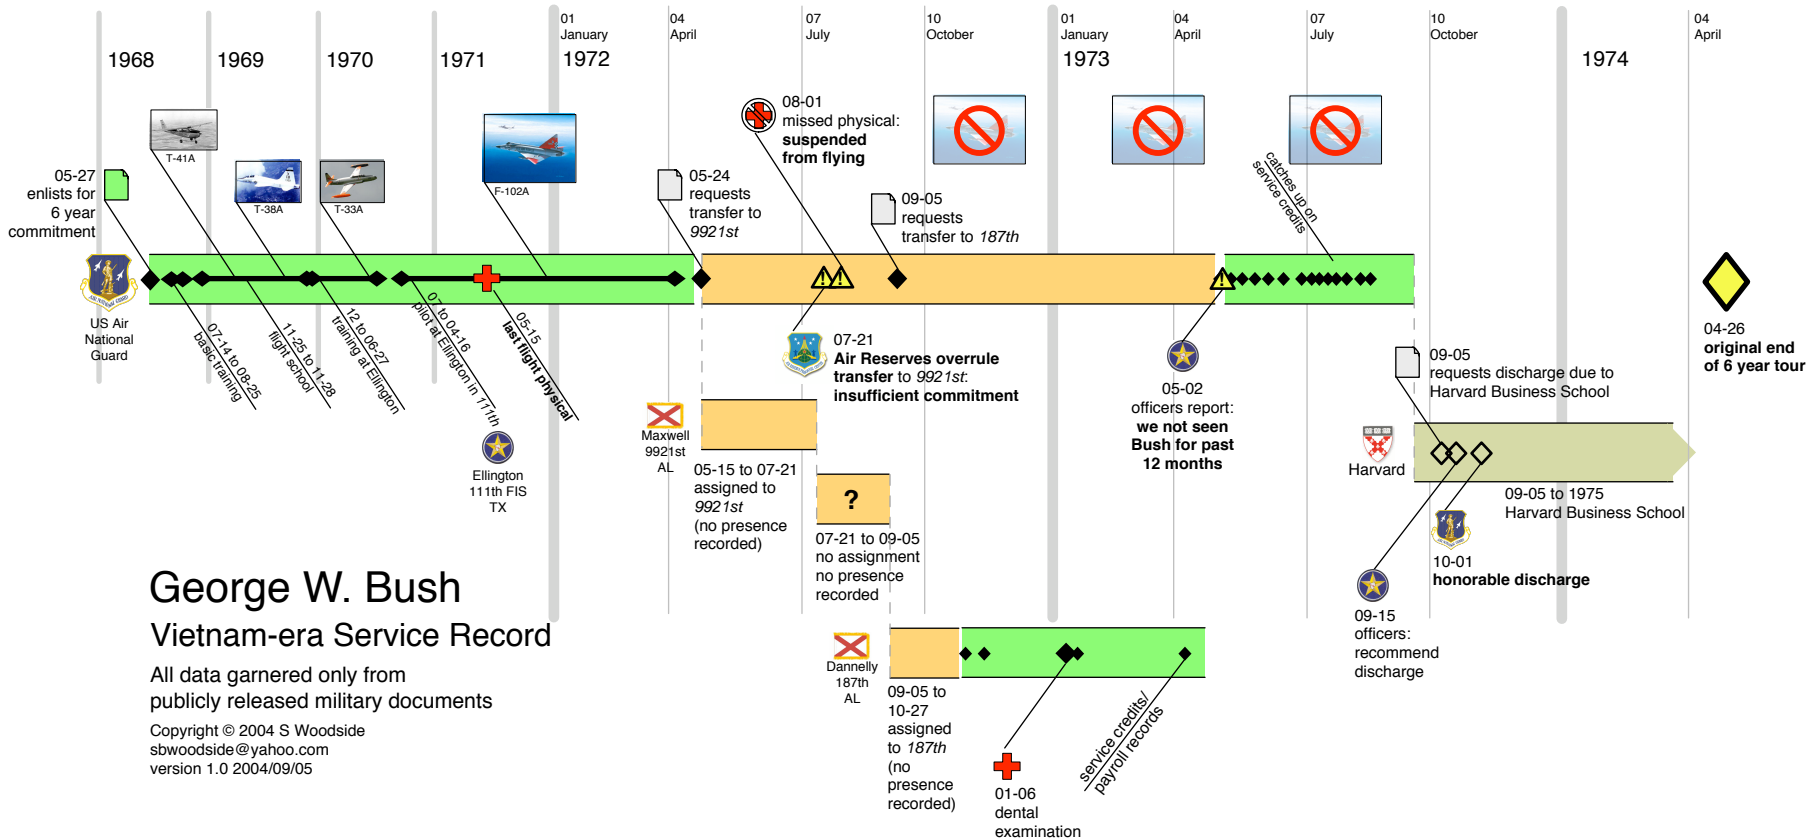 01
January
04
April
07
July
10
October
01
January
04
April
07
July
10
October
04
April
1968
1969
1970
1971
1972
1973
1974
T-41A
T-38A
T-33A
F-102A
05-27
enlists for
6 year
commitment
05-24
requests
transfer to
9921st
08-01
missed physical:
suspended
from flying
09-05
requests
transfer to 187th
catches up on
service credits
US Air
National
Guard
07-14 to 08-25
basic training
11-25 to 11-28
flight school
12 to 06-27
training at Ellington
07 to 04-16
pilot at Ellington in 111th
05-15
last flight physical
Ellington
111th FIS
TX
07-21
Air Reserves overrule
transfer to 9921st:
insufficient commitment
05-02
officers report:
we not seen
Bush for past
12 months
09-05
requests discharge due to
Harvard Business School
04-26
original end
of 6 year tour
Maxwell
9921st
AL
05-15 to 07-21
assigned to
9921st
(no presence
recorded)
?
07-21 to 09-05
no assignment
no presence
recorded
Harvard
09-05 to 1975
Harvard Business School
10-01
honorable discharge
09-15
officers:
recommend
discharge
Dannelly
187th
AL
09-05 to
10-27
assigned
to 187th
(no
presence
recorded)
01-06
dental
examination
service credits/
payroll records
George W. Bush
Vietnam-era Service Record
All data garnered only from
publicly released military documents
Copyright © 2004 S Woodside
sbwoodside@yahoo.com
version 1.0 2004/09/05